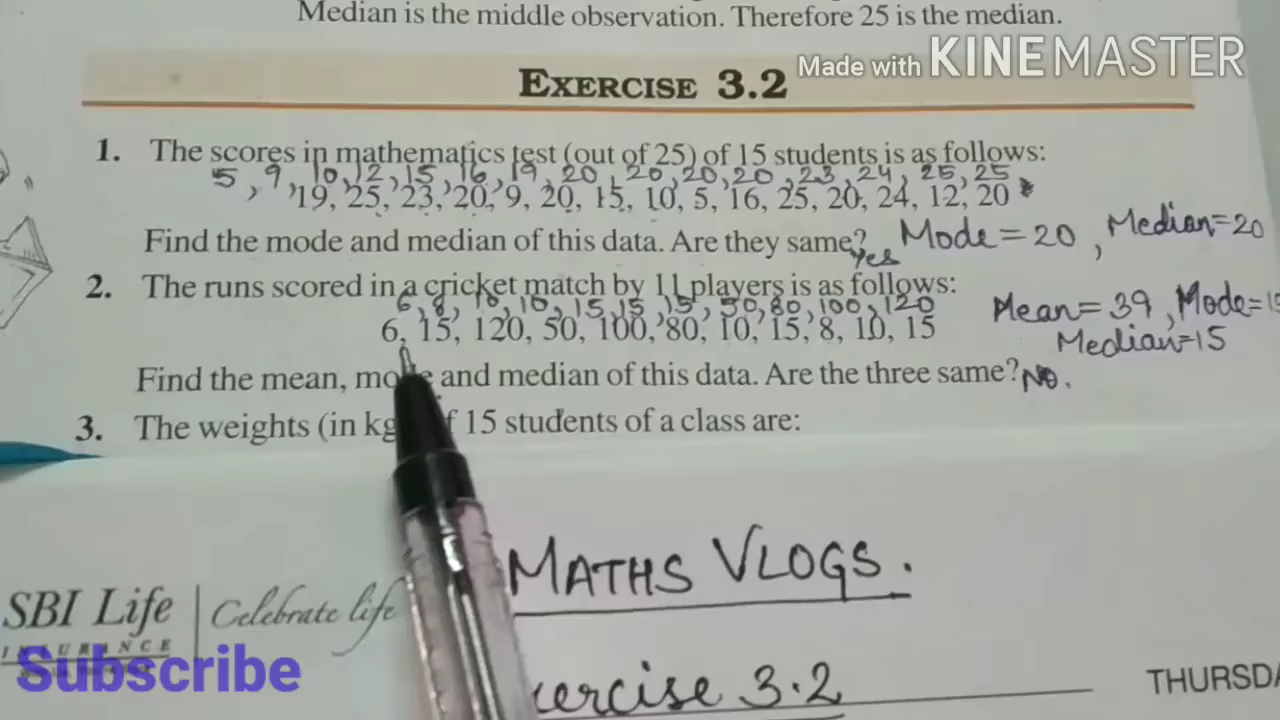 Median is the middle observation. Therefore 25 is the median.
Made with KINEMASTER
EXERCISE 3.2
1. The scores in mathematics test (out of 25) of 15 students is as follows:
5, 9, 10, 12, 15, 16, 19, 20, 20, 20, 20, 23, 24, 25, 25
19, 25, 23, 20, 9, 20, 15, 10, 5, 16, 25, 20, 24, 12, 20
Find the mode and median of this data. Are they same? Yes Mode = 20, Median = 20
2. The runs scored in a cricket match by 11 players is as follows:
6, 8, 10, 10, 15, 15, 15, 50, 80, 100, 120
6, 15, 120, 50, 100, 80, 10, 15, 8, 10, 15
Mean = 39, Mode =
Median = 15
Find the mean, and median of this data. Are the three same? No.
3. The weights (in kg 15 students of a class are:
MATHS VLOGS.
SBI Life Celebrate life
INSURANCE
Subscribe
3.2